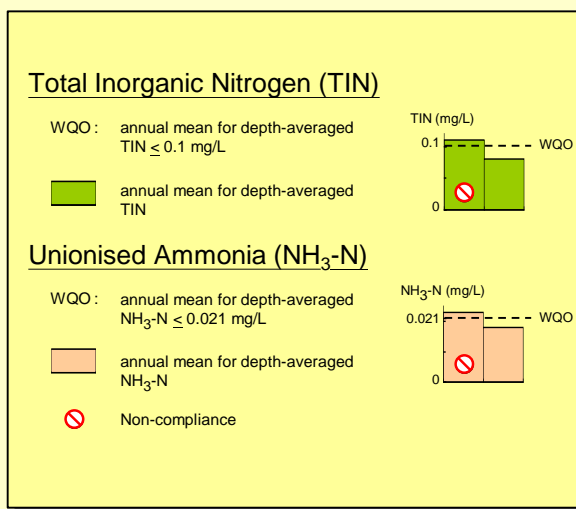 Total Inorganic Nitrogen (TIN)
WQO : annual mean for depth-averaged
TIN ≤ 0.1 mg/L
annual mean for depth-averaged
TIN
TIN (mg/L)
0.1
WQO
0
Unionised Ammonia (NH₃-N)
WQO : annual mean for depth-averaged
NH₃-N ≤ 0.021 mg/L
annual mean for depth-averaged
NH₃-N
Non-compliance
NH₃-N (mg/L)
0.021
WQO
0